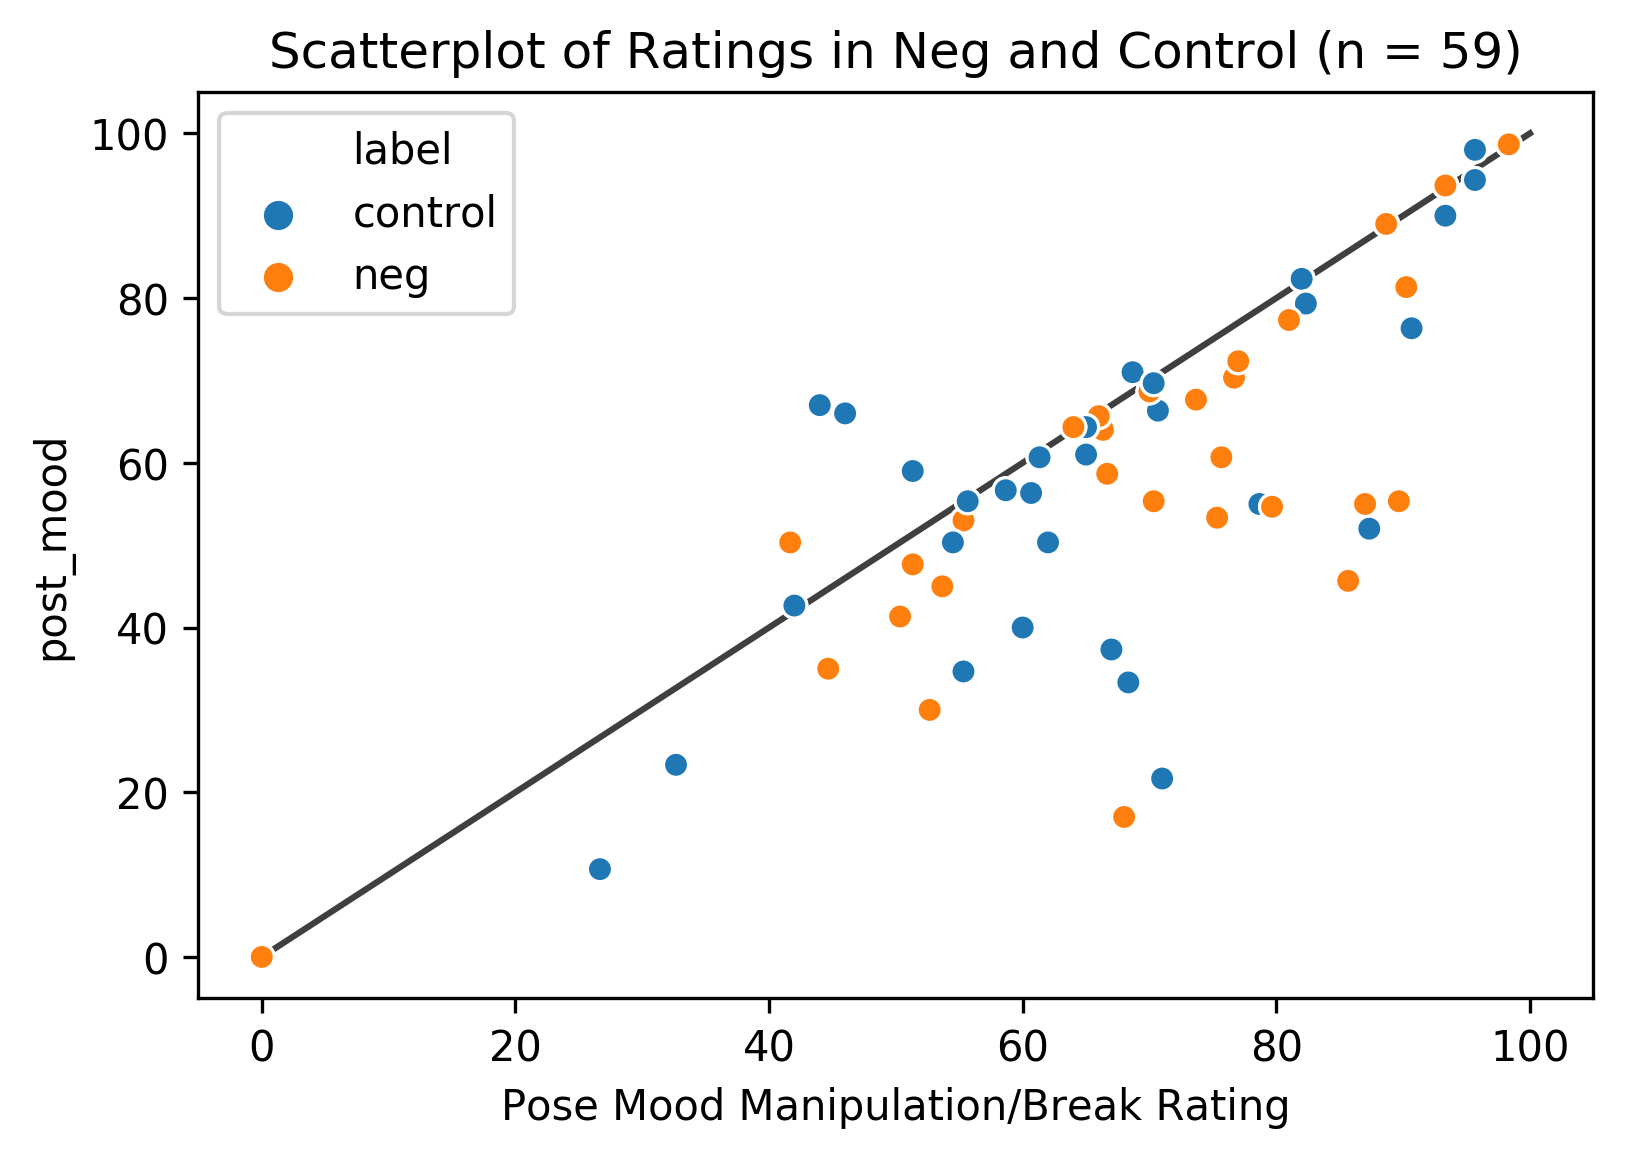 Scatterplot of Ratings in Neg and Control (n = 59)
label
control
neg
100
80
60
40
20
0
post_mood
0 20 40 60 80 100
Pose Mood Manipulation/Break Rating